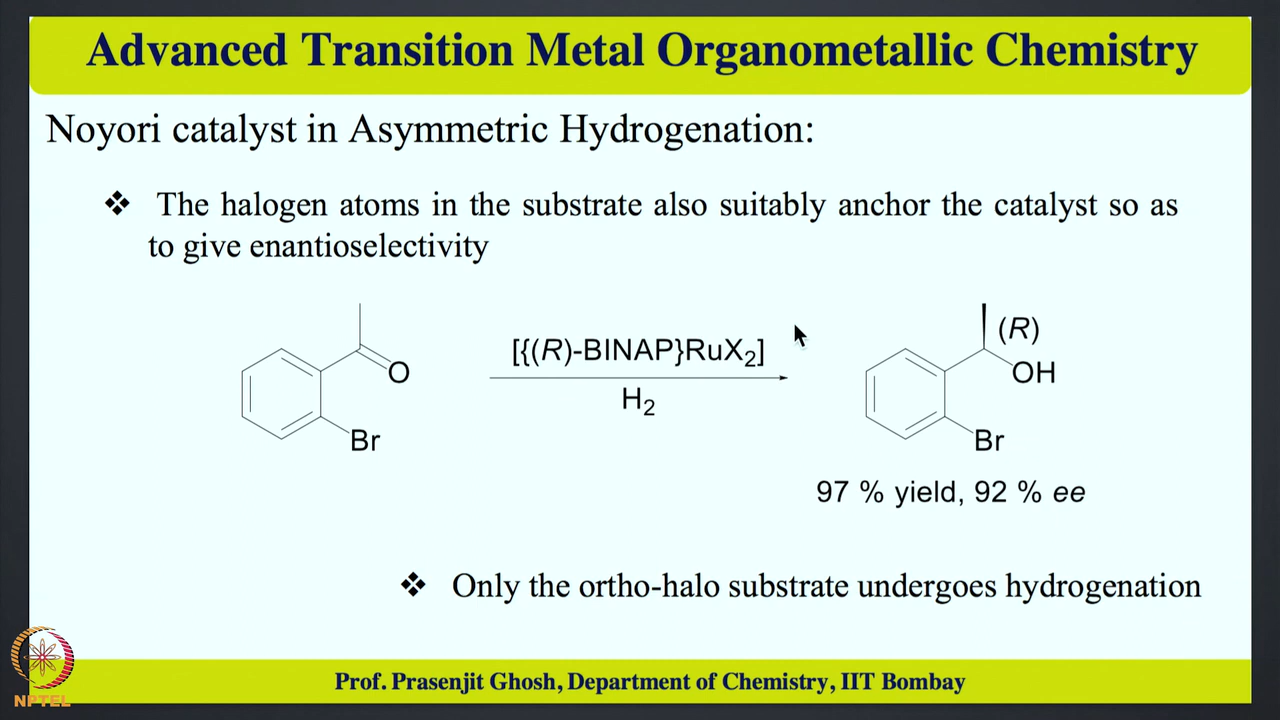 Advanced Transition Metal Organometallic Chemistry
Noyori catalyst in Asymmetric Hydrogenation:
❖ The halogen atoms in the substrate also suitably anchor the catalyst so as
to give enantioselectivity
[{(R)-BINAP}RuX₂]
H₂
O
Br
(R)
OH
Br
97 % yield, 92 % ee
❖ Only the ortho-halo substrate undergoes hydrogenation
Prof. Prasenjit Ghosh, Department of Chemistry, IIT Bombay
NPTEL